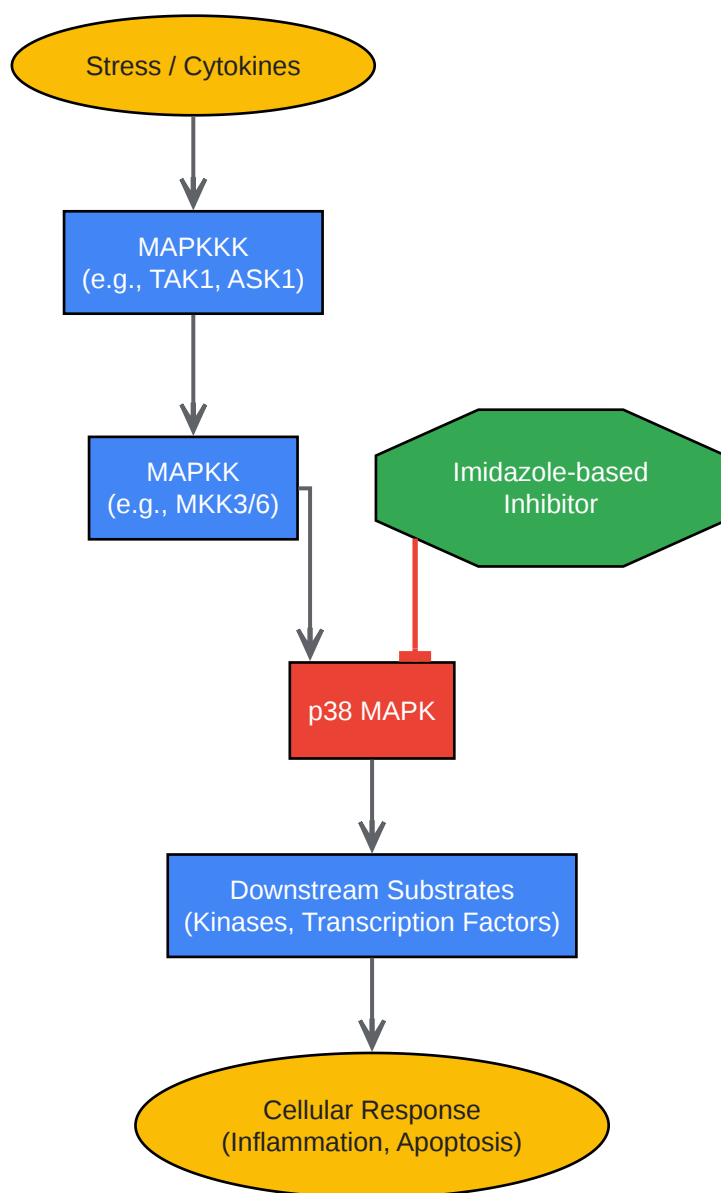 Stress / Cytokines
MAPKKK
(e.g., TAK1, ASK1)
MAPKK
(e.g., MKK3/6)
Imidazole-based
Inhibitor
p38 MAPK
Downstream Substrates
(Kinases, Transcription Factors)
Cellular Response
(Inflammation, Apoptosis)